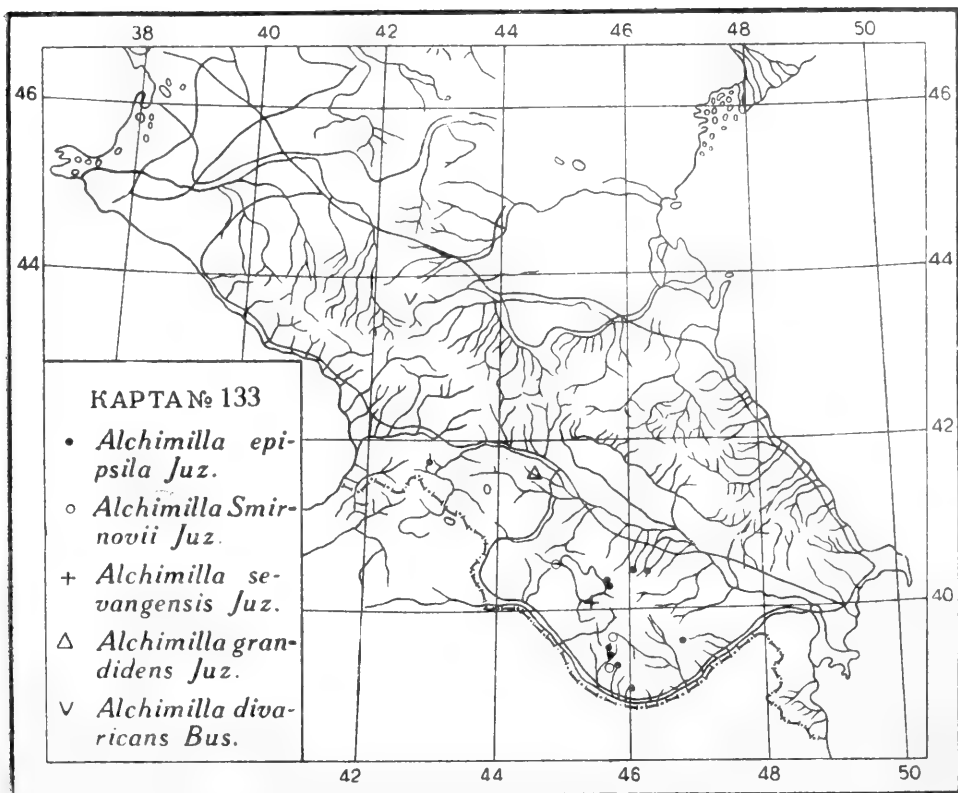 38 40 42 44 46 48 50
46 46
44 44
42
40
КАРТА № 133
• Alchimilla epi-
psila Juz.
○ Alchimilla Smir-
novii Juz.
+ Alchimilla se-
vangensis Juz.
△ Alchimilla gran-
didens Juz.
∨ Alchimilla diva-
ricans Bus.
42 44 46 48 50